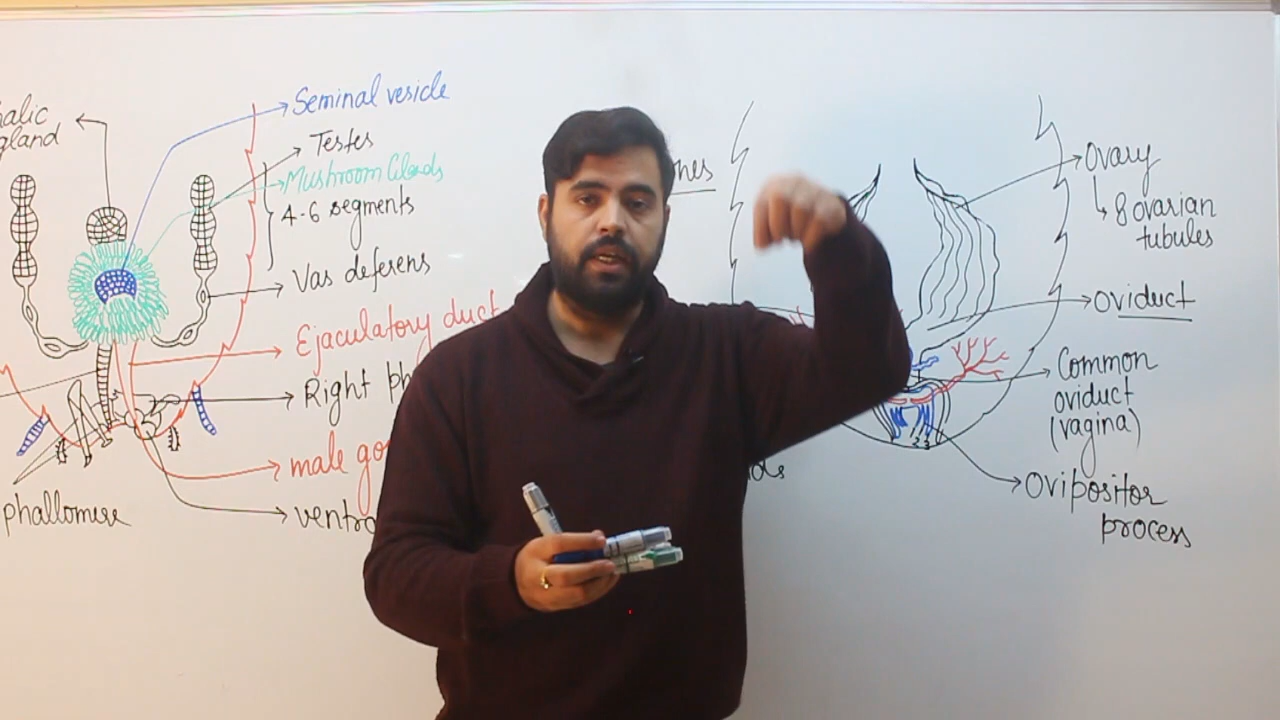 gland
Seminal vesicle
Testes
Mushroom Glands
4-6 segments
Vas deferens
Ejaculatory duct
Right
male
phallomere
Ovary
8 ovarian
tubules
oviduct
Common
oviduct
(vagina)
Ovipositor
process